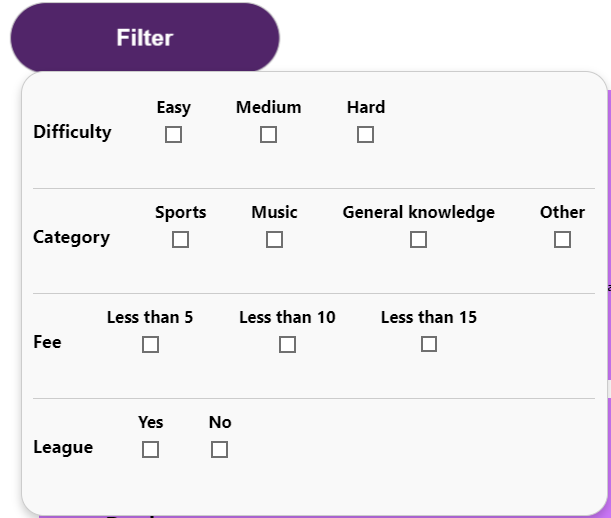 Filter
Easy Medium Hard
Difficulty
Sports Music General knowledge Other
Category
Less than 5 Less than 10 Less than 15
Fee
Yes No
League